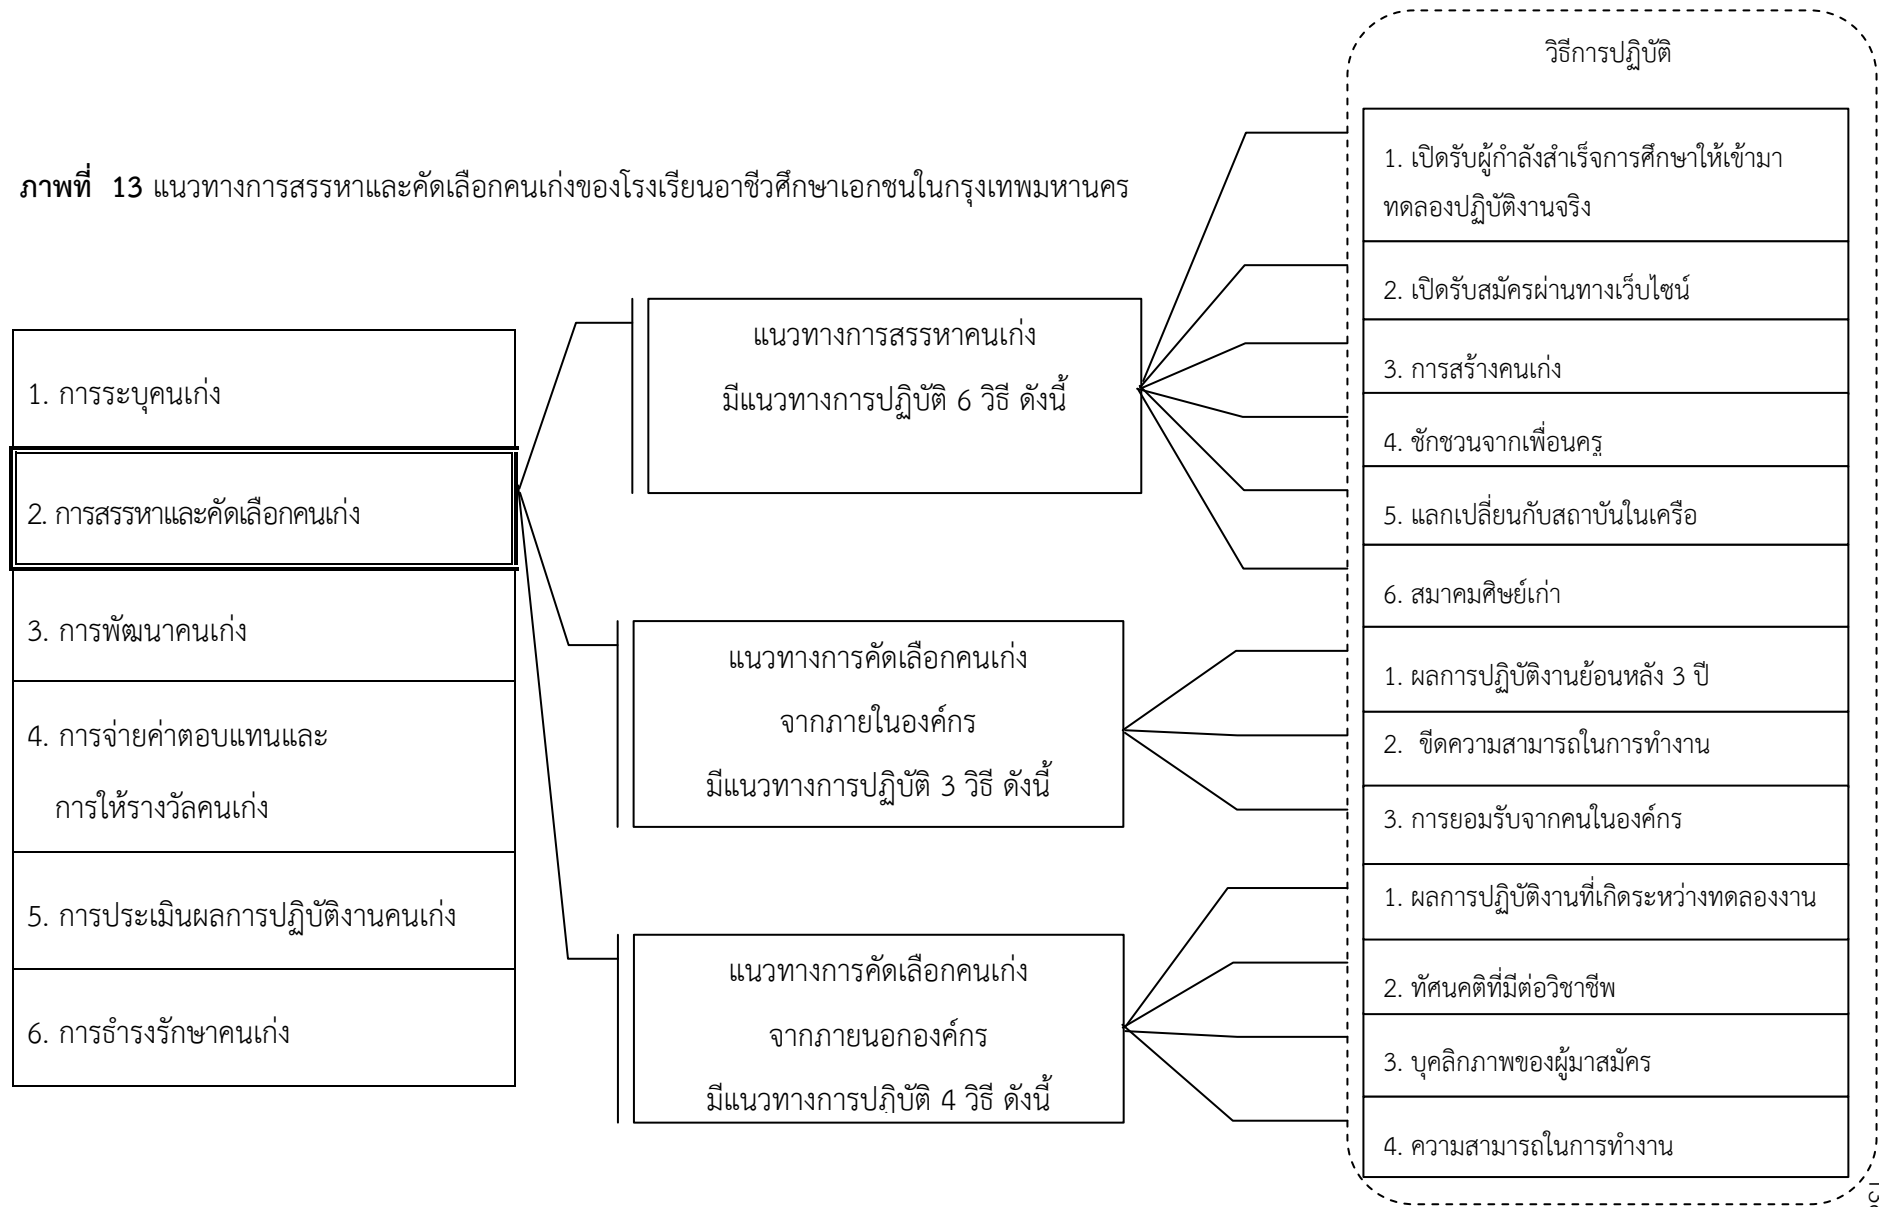 วิธีการปฏิบัติ
ภาพที่ 13 แนวทางการสรรหาและคัดเลือกคนเก่งของโรงเรียนอาชีวศึกษาเอกชนในกรุงเทพมหานคร
1. การระบุคนเก่ง
2. การสรรหาและคัดเลือกคนเก่ง
3. การพัฒนาคนเก่ง
4. การจ่ายค่าตอบแทนและ
การให้รางวัลคนเก่ง
5. การประเมินผลการปฏิบัติงานคนเก่ง
6. การธำรงรักษาคนเก่ง
แนวทางการสรรหาคนเก่ง
มีแนวทางการปฏิบัติ 6 วิธี ดังนี้
แนวทางการคัดเลือกคนเก่ง
จากภายในองค์กร
มีแนวทางการปฏิบัติ 3 วิธี ดังนี้
แนวทางการคัดเลือกคนเก่ง
จากภายนอกองค์กร
มีแนวทางการปฏิบัติ 4 วิธี ดังนี้
1. เปิดรับผู้กำลังสำเร็จการศึกษาให้เข้ามา
ทดลองปฏิบัติงานจริง
2. เปิดรับสมัครผ่านทางเว็บไซน์
3. การสร้างคนเก่ง
4. ชักชวนจากเพื่อนครู
5. แลกเปลี่ยนกับสถาบันในเครือ
6. สมาคมศิษย์เก่า
1. ผลการปฏิบัติงานย้อนหลัง 3 ปี
2. ขีดความสามารถในการทำงาน
3. การยอมรับจากคนในองค์กร
1. ผลการปฏิบัติงานที่เกิดระหว่างทดลองงาน
2. ทัศนคติที่มีต่อวิชาชีพ
3. บุคลิกภาพของผู้มาสมัคร
4. ความสามารถในการทำงาน